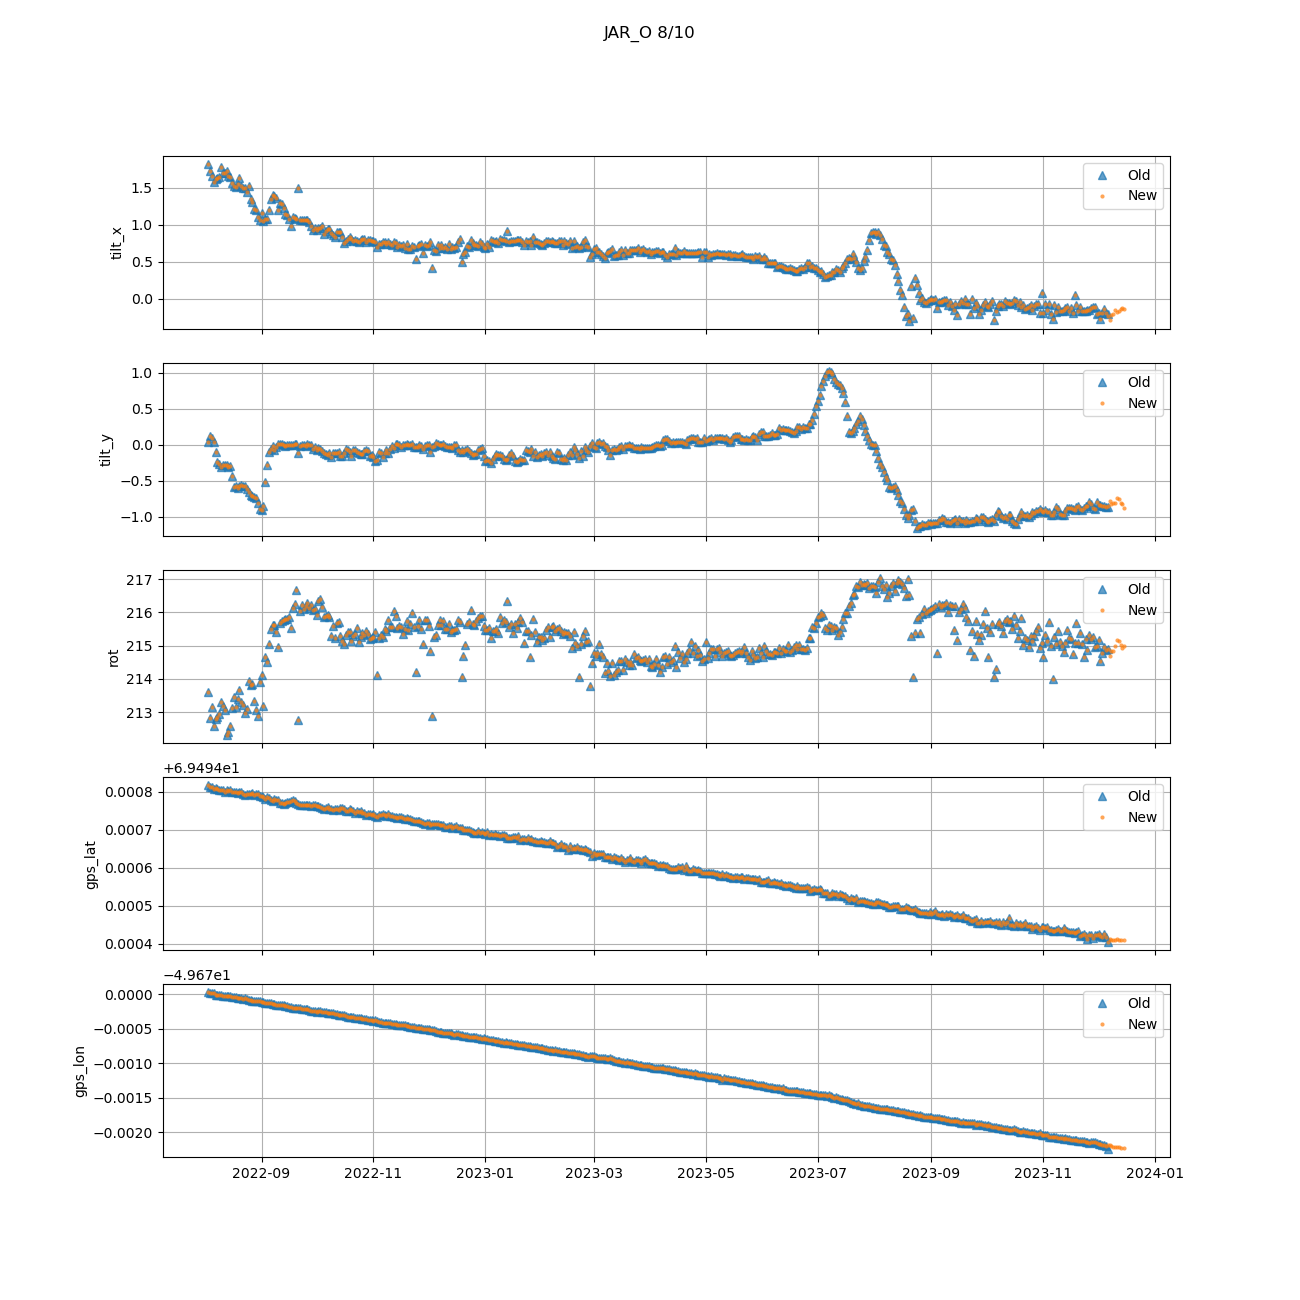 JAR_O 8/10
1.5
1.0
0.5
0.0
tilt_x
Old
New
1.0
0.5
0.0
−0.5
−1.0
tilt_y
Old
New
217
216
215
214
213
rot
Old
New
+6.9494e1
0.0008
0.0007
0.0006
0.0005
0.0004
gps_lat
Old
New
−4.967e1
0.0000
−0.0005
−0.0010
−0.0015
−0.0020
gps_lon
Old
New
2022-09 2022-11 2023-01 2023-03 2023-05 2023-07 2023-09 2023-11 2024-01